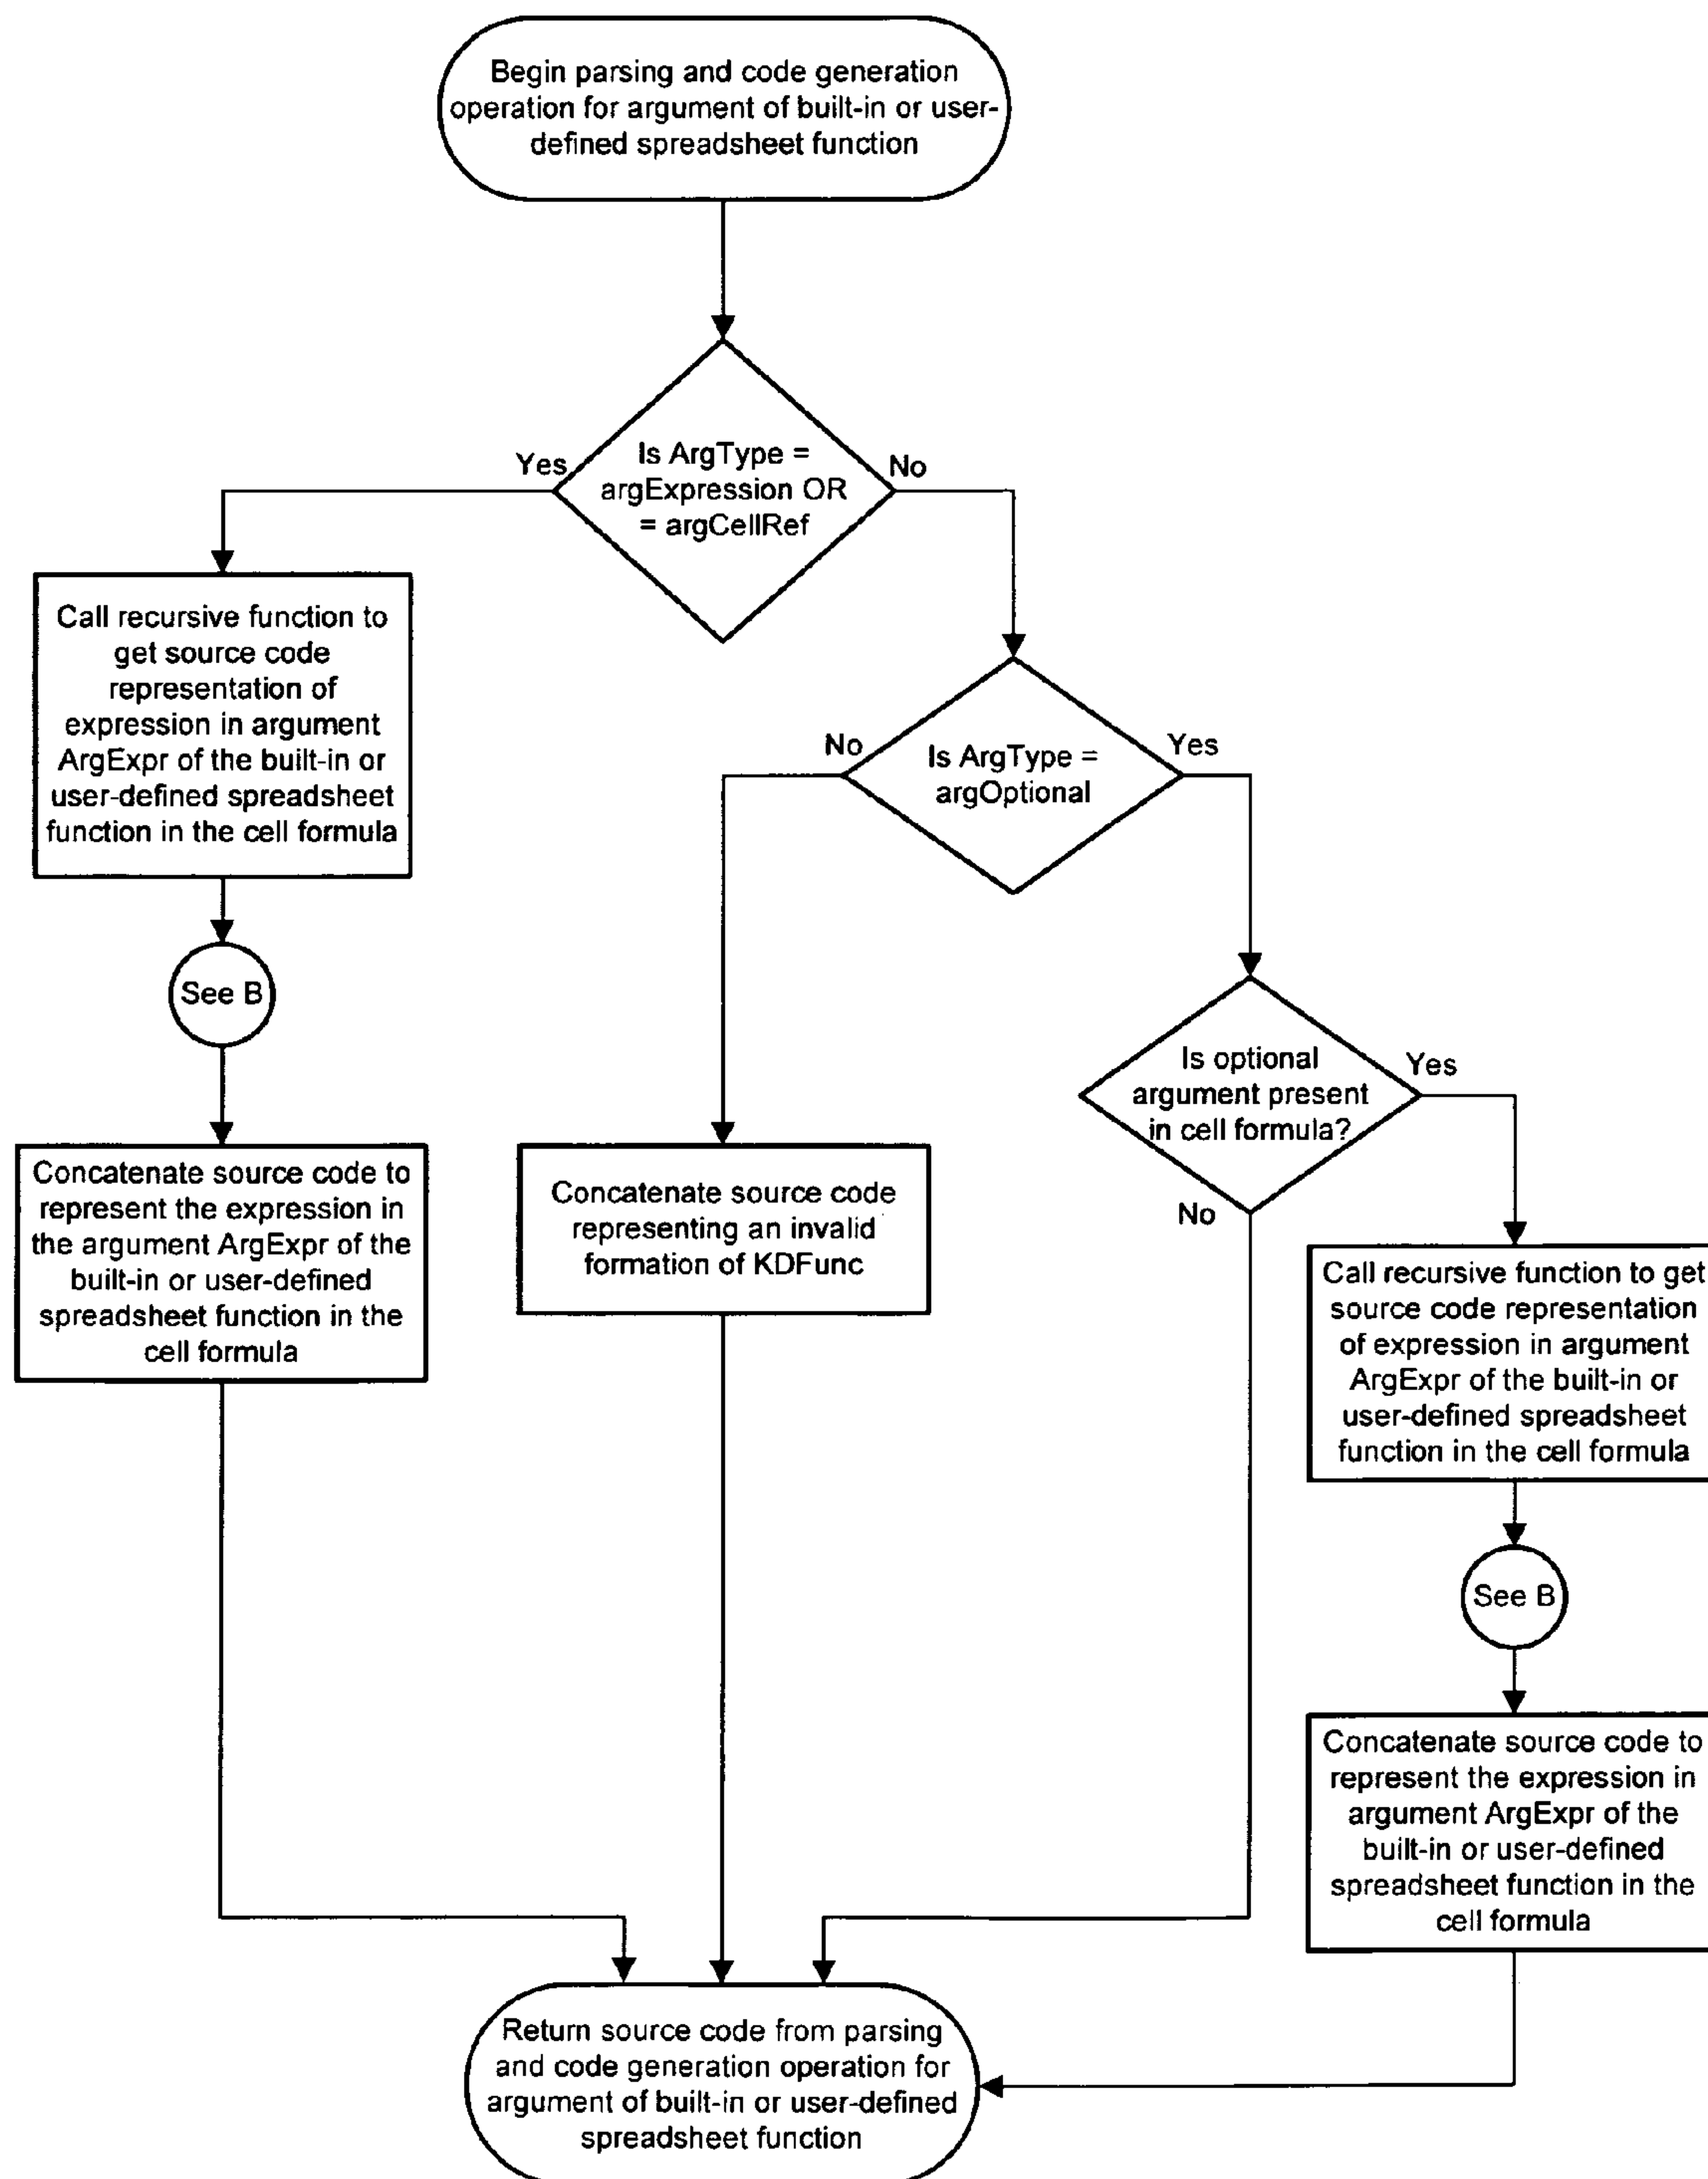 Begin parsing and code generation
operation for argument of built-in or user-
defined spreadsheet function
Is ArgType =
argExpression OR
= argCellRef
Yes
No
Call recursive function to
get source code
representation of
expression in argument
ArgExpr of the built-in or
user-defined spreadsheet
function in the cell formula
No
Is ArgType =
argOptional
Yes
See B
Is optional
argument present
in cell formula?
Yes
No
Concatenate source code to
represent the expression in
the argument ArgExpr of the
built-in or user-defined
spreadsheet function in the
cell formula
Concatenate source code
representing an invalid
formation of KDFunc
Call recursive function to get
source code representation
of expression in argument
ArgExpr of the built-in or
user-defined spreadsheet
function in the cell formula
See B
Concatenate source code to
represent the expression in
argument ArgExpr of the
built-in or user-defined
spreadsheet function in the
cell formula
Return source code from parsing
and code generation operation for
argument of built-in or user-defined
spreadsheet function